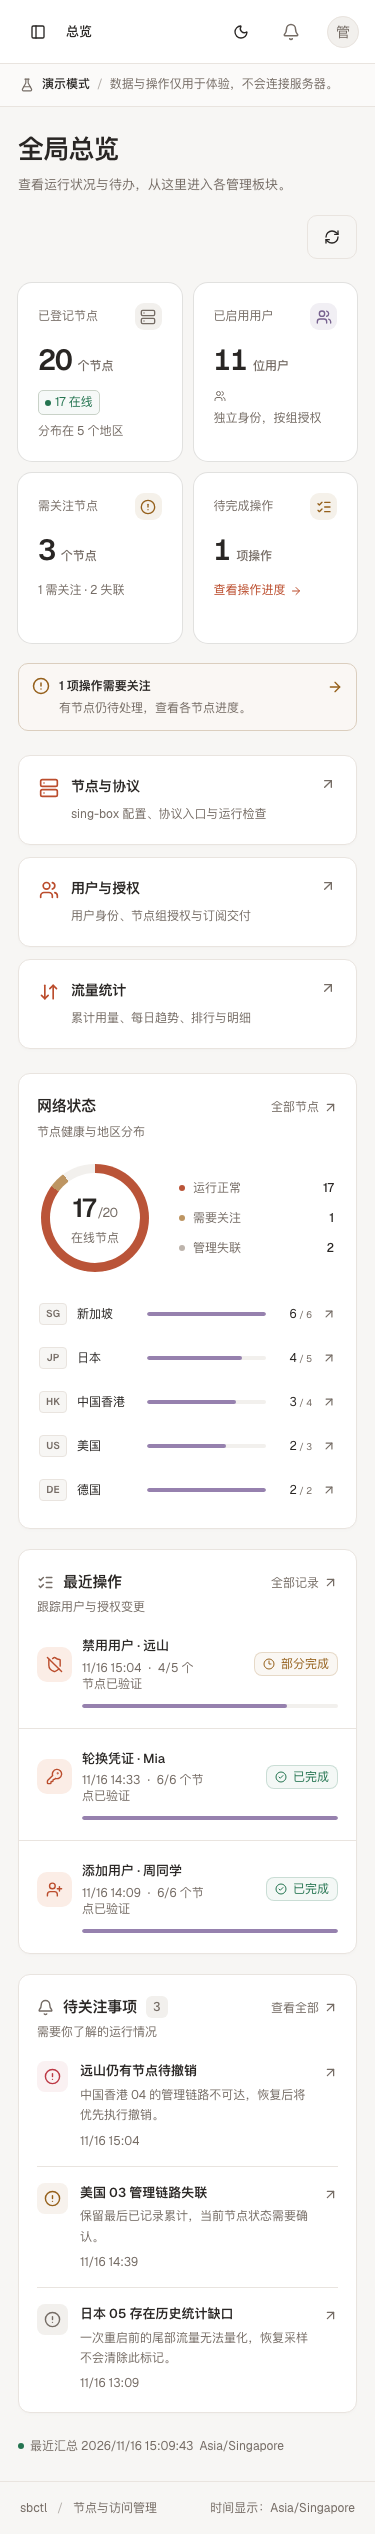 总览
管
演示模式 / 数据与操作仅用于体验，不会连接服务器。
全局总览
查看运行状况与待办，从这里进入各管理板块。
已登记节点
20 个节点
17 在线
分布在 5 个地区
已启用用户
11 位用户
独立身份，按组授权
需关注节点
3 个节点
1 需关注 · 2 失联
待完成操作
1 项操作
查看操作进度
1 项操作需要关注
有节点仍待处理，查看各节点进度。
节点与协议
sing-box 配置、协议入口与运行检查
用户与授权
用户身份、节点组授权与订阅交付
流量统计
累计用量、每日趋势、排行与明细
网络状态
全部节点
节点健康与地区分布
17/20
在线节点
运行正常 17
需要关注 1
管理失联 2
SG 新加坡 6 / 6
JP 日本 4 / 5
HK 中国香港 3 / 4
US 美国 2 / 3
DE 德国 2 / 2
最近操作
全部记录
跟踪用户与授权变更
禁用用户 · 远山
11/16 15:04 · 4/5 个
节点已验证
部分完成
轮换凭证 · Mia
11/16 14:33 · 6/6 个节
点已验证
已完成
添加用户 · 周同学
11/16 14:09 · 6/6 个节
点已验证
已完成
待关注事项 3
查看全部
需要你了解的运行情况
远山仍有节点待撤销
中国香港 04 的管理链路不可达，恢复后将
优先执行撤销。
11/16 15:04
美国 03 管理链路失联
保留最后已记录累计，当前节点状态需要确
认。
11/16 14:39
日本 05 存在历史统计缺口
一次重启前的尾部流量无法量化，恢复采样
不会清除此标记。
11/16 13:09
最近汇总 2026/11/16 15:09:43 Asia/Singapore
sbctl / 节点与访问管理
时间显示：Asia/Singapore